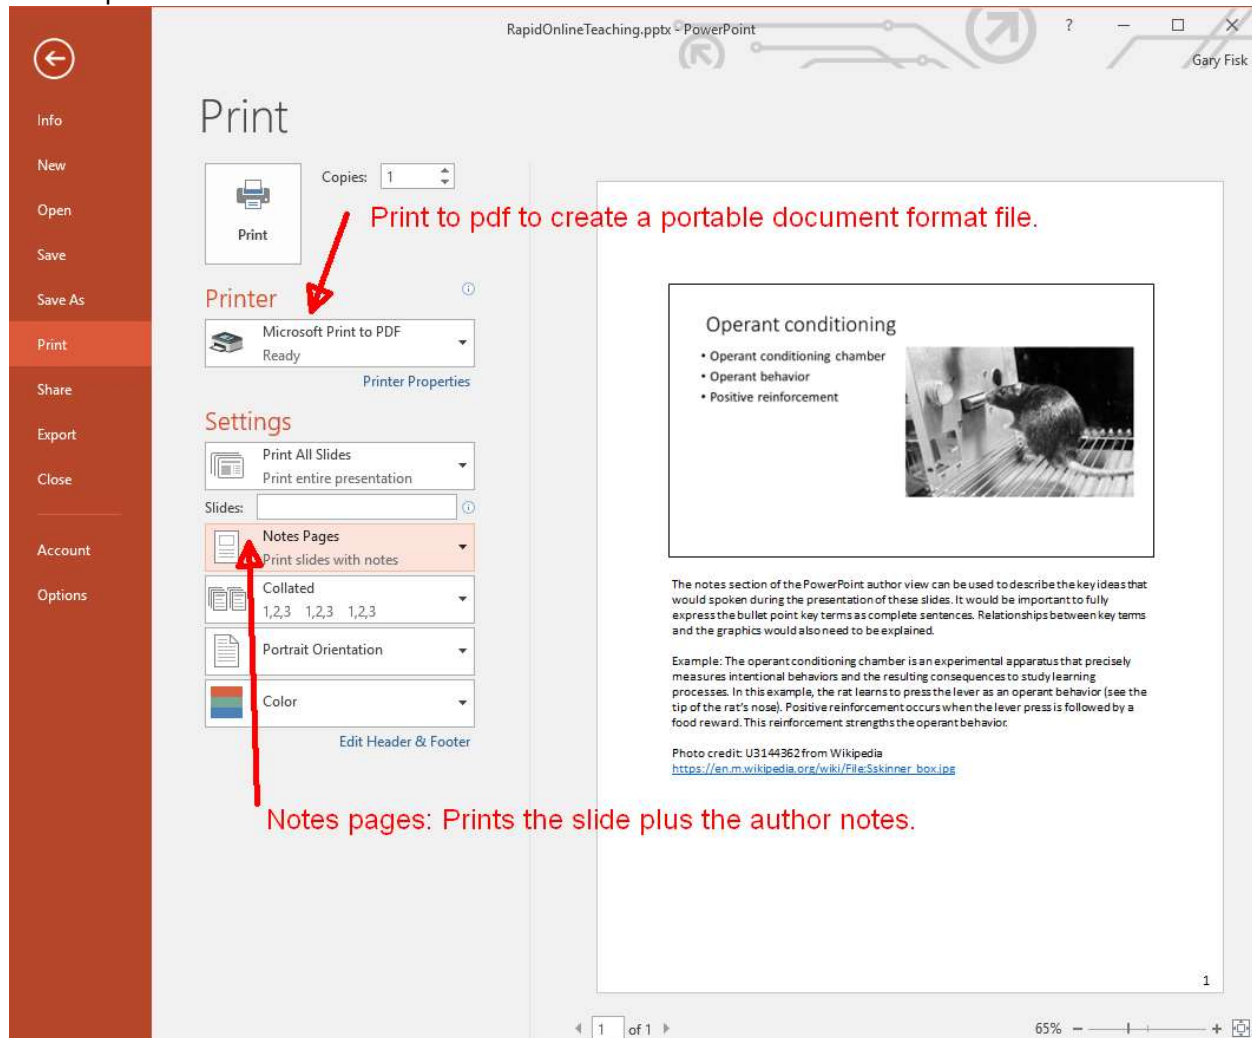 RapidOnlineTeaching.pptx - PowerPoint
?
Gary Fisk
Info
New
Open
Save
Save As
Print
Share
Export
Close
Account
Options
Print
Print
Copies: 1
Print to pdf to create a portable document format file.
Printer
Microsoft Print to PDF
Ready
Printer Properties
Settings
Print All Slides
Print entire presentation
Slides:
Notes Pages
Print slides with notes
Collated
1,2,3 1,2,3 1,2,3
Portrait Orientation
Color
Edit Header & Footer
Notes pages: Prints the slide plus the author notes.
Operant conditioning
• Operant conditioning chamber
• Operant behavior
• Positive reinforcement
The notes section of the PowerPoint author view can be used to describe the key ideas that
would spoken during the presentation of these slides. It would be important to fully
express the bullet point key terms as complete sentences. Relationships between key terms
and the graphics would also need to be explained.
Example: The operant conditioning chamber is an experimental apparatus that precisely
measures intentional behaviors and the resulting consequences to study learning
processes. In this example, the rat learns to press the lever as an operant behavior (see the
tip of the rat's nose). Positive reinforcement occurs when the lever press is followed by a
food reward. This reinforcement strengths the operant behavior.
Photo credit: U3144362 from Wikipedia
https://en.m.wikipedia.org/wiki/File:Sskinner_box.jpg
1
1 of 1
65%